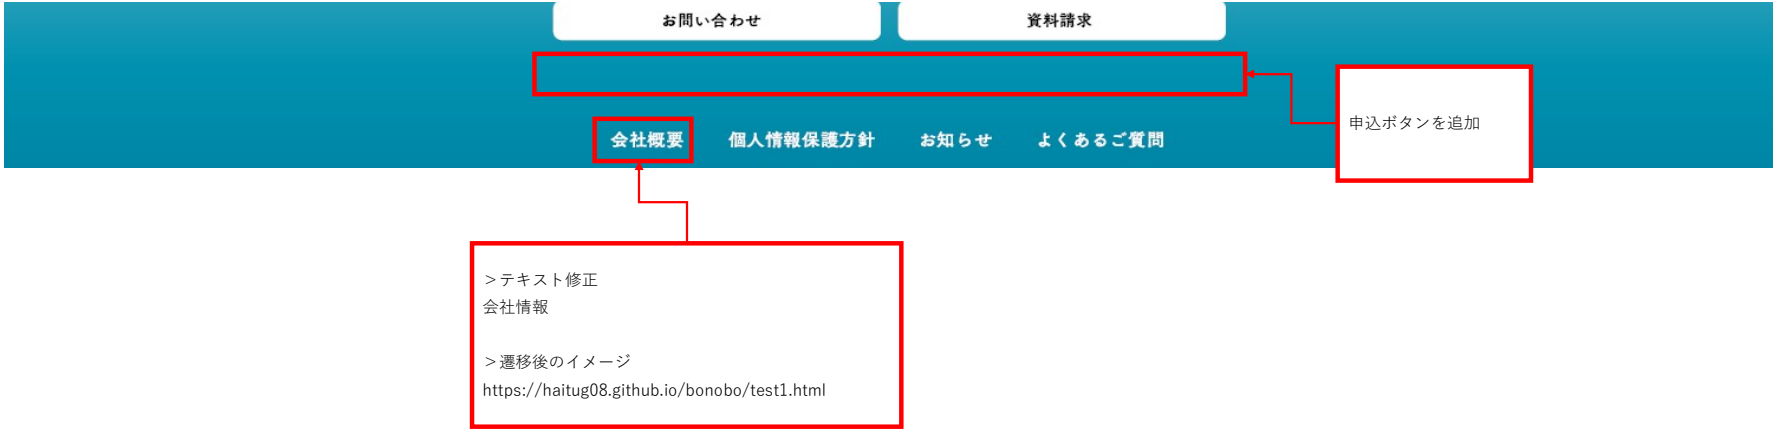 お問い合わせ 資料請求
申込ボタンを追加
会社概要 個人情報保護方針 お知らせ よくあるご質問
＞テキスト修正
会社情報
＞遷移後のイメージ
https://haitug08.github.io/bonobo/test1.html